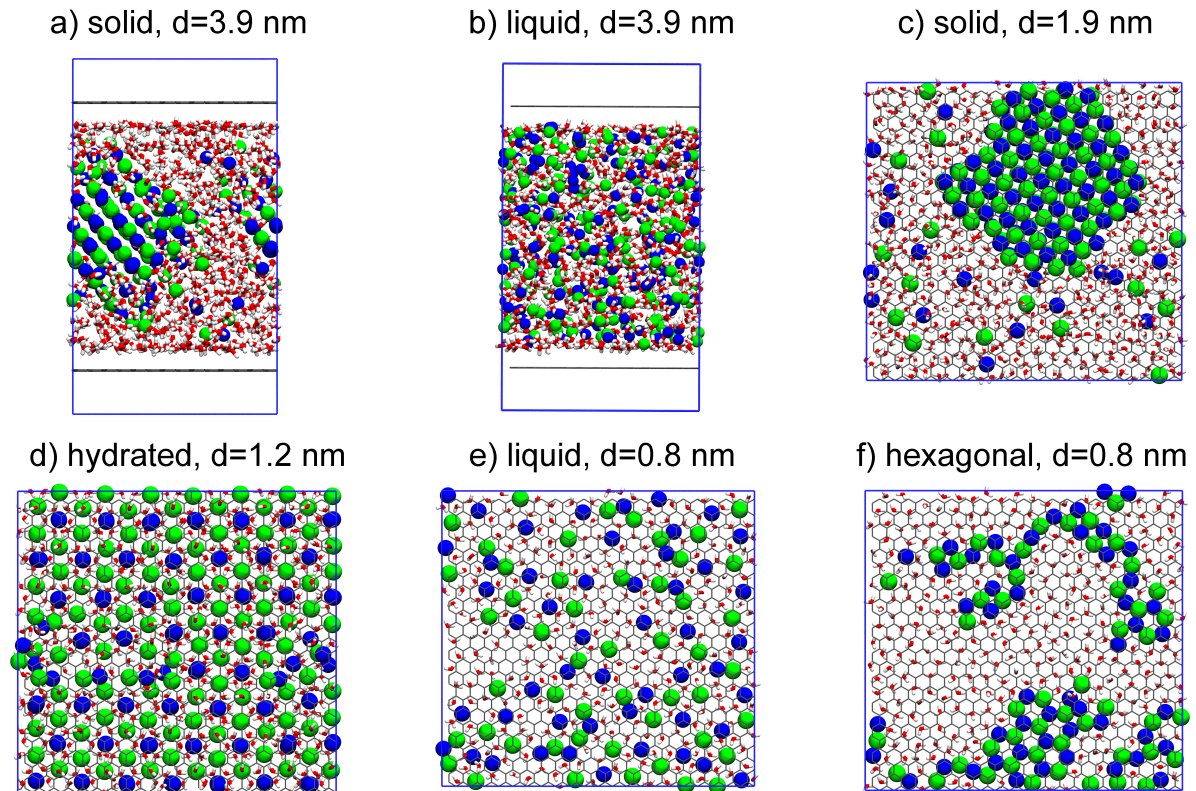 a) solid, d=3.9 nm
b) liquid, d=3.9 nm
c) solid, d=1.9 nm
d) hydrated, d=1.2 nm
e) liquid, d=0.8 nm
f) hexagonal, d=0.8 nm